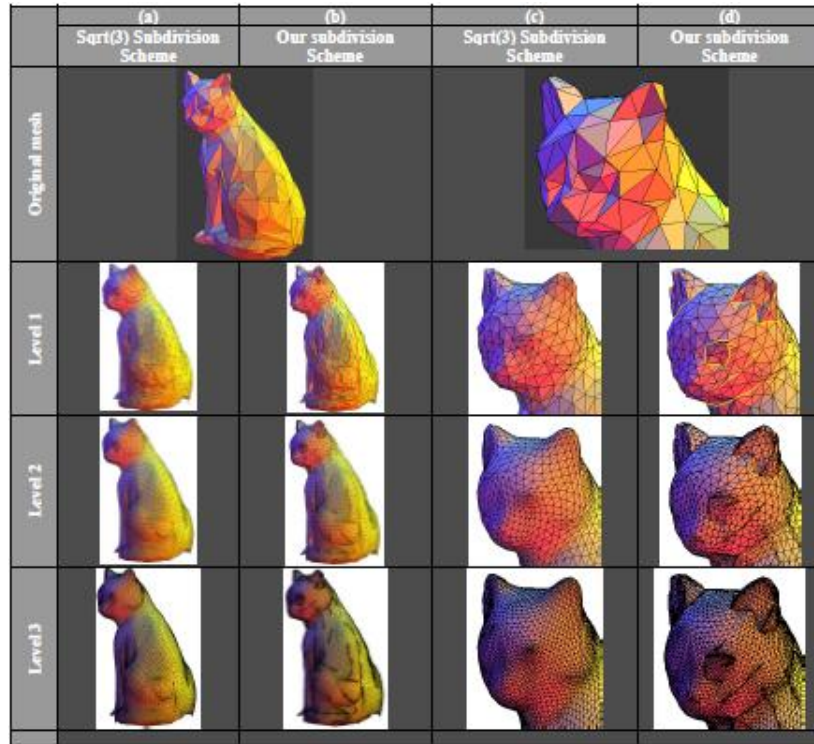 (a)
(b)
(c)
(d)
Sqrt(3) Subdivision
Scheme
Our subdivision
Scheme
Sqrt(3) Subdivision
Scheme
Our subdivision
Scheme
Original mesh
Level 1
Level 2
Level 3